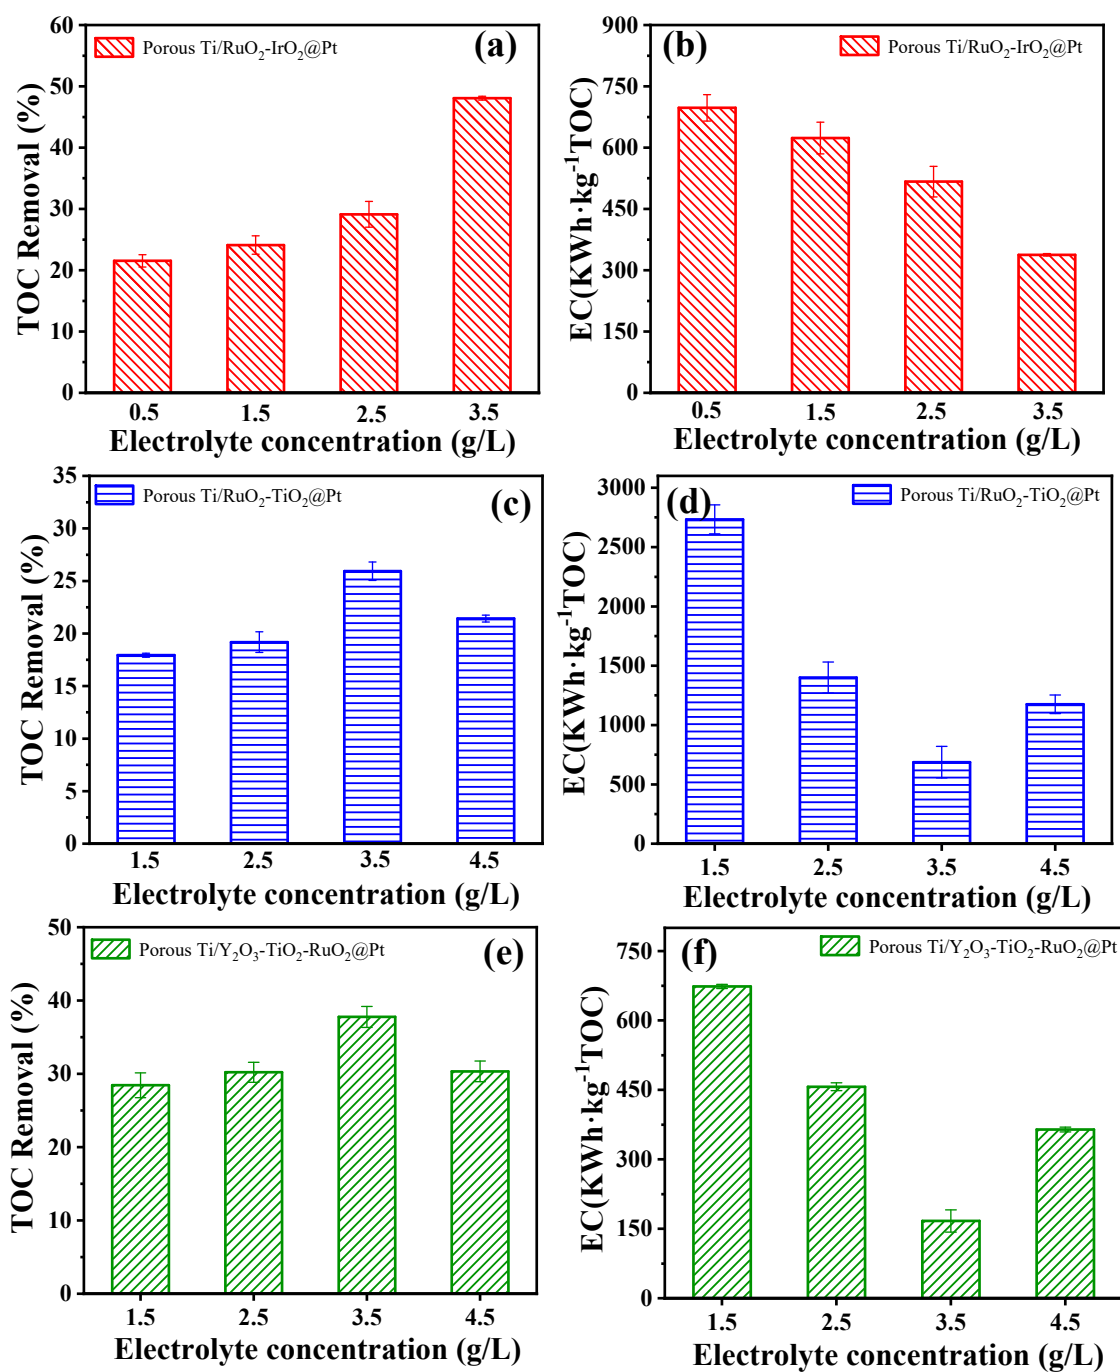 (a)
Porous Ti/RuO₂-IrO₂@Pt
TOC Removal (%)
60
50
40
30
20
10
0
0.5 1.5 2.5 3.5
Electrolyte concentration (g/L)
(b)
Porous Ti/RuO₂-IrO₂@Pt
EC(KWh·kg⁻¹TOC)
900
750
600
450
300
150
0
0.5 1.5 2.5 3.5
Electrolyte concentration (g/L)
(c)
Porous Ti/RuO₂-TiO₂@Pt
TOC Removal (%)
35
30
25
20
15
10
5
0
1.5 2.5 3.5 4.5
Electrolyte concentration (g/L)
(d)
Porous Ti/RuO₂-TiO₂@Pt
EC(KWh·kg⁻¹TOC)
3000
2500
2000
1500
1000
500
0
1.5 2.5 3.5 4.5
Electrolyte concentration (g/L)
(e)
Porous Ti/Y₂O₃-TiO₂-RuO₂@Pt
TOC Removal (%)
50
40
30
20
10
0
1.5 2.5 3.5 4.5
Electrolyte concentration (g/L)
(f)
Porous Ti/Y₂O₃-TiO₂-RuO₂@Pt
EC(KWh·kg⁻¹TOC)
750
600
450
300
150
0
1.5 2.5 3.5 4.5
Electrolyte concentration (g/L)